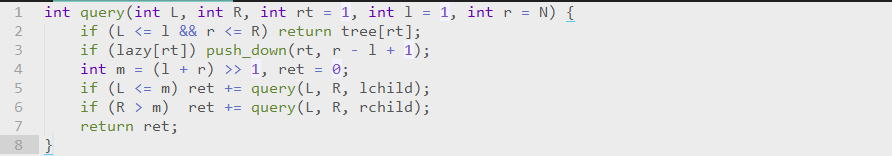 1 int query(int L, int R, int rt = 1, int l = 1, int r = N) {
2     if (L <= l && r <= R) return tree[rt];
3     if (lazy[rt]) push_down(rt, r - l + 1);
4     int m = (l + r) >> 1, ret = 0;
5     if (L <= m) ret += query(L, R, lchild);
6     if (R > m)  ret += query(L, R, rchild);
7     return ret;
8 }